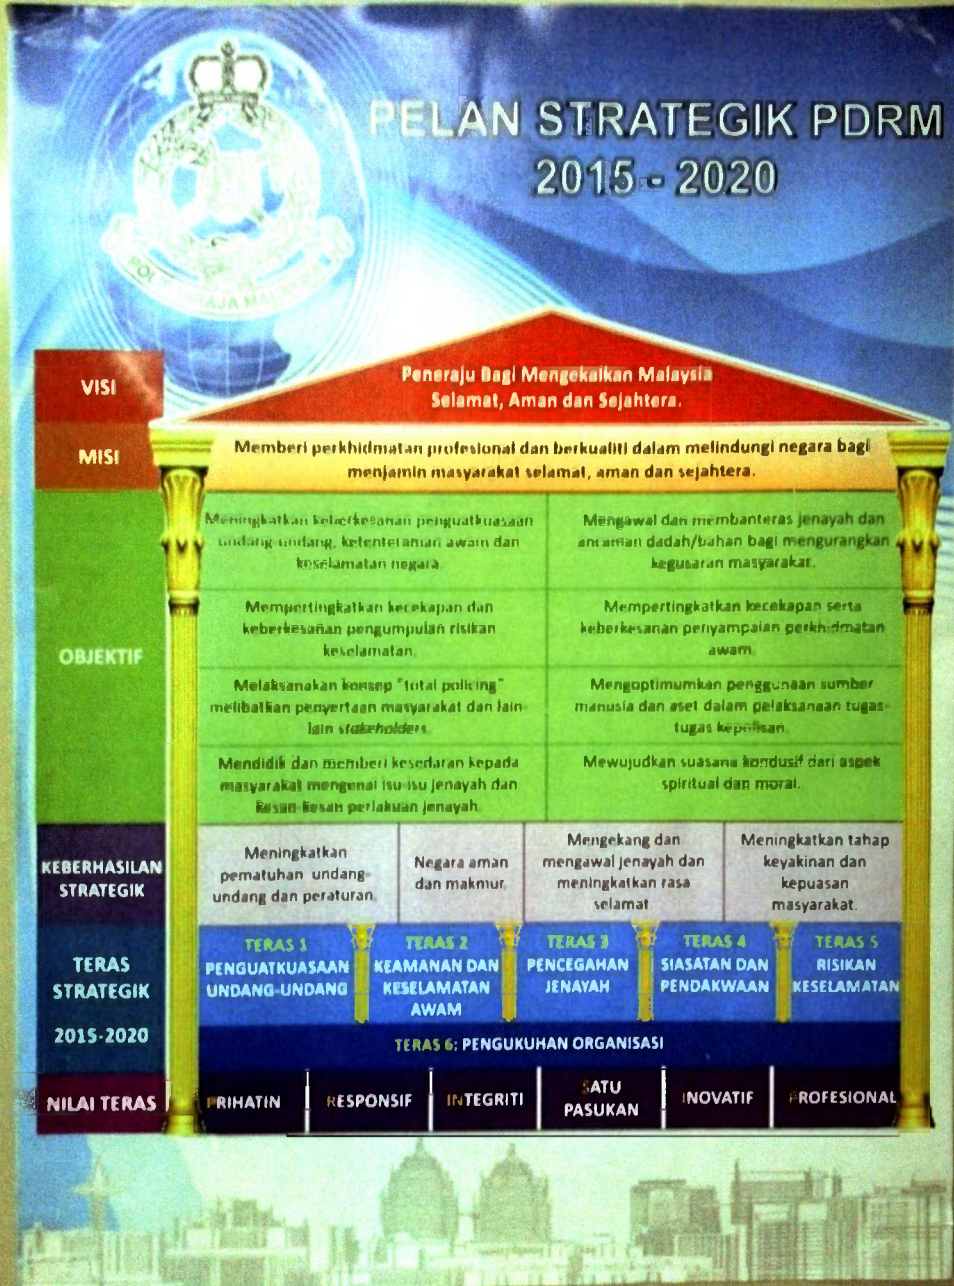 PELAN STRATEGIK PDRM
2015 - 2020
RAJA MALAYSIA
VISI
Peneraju Bagi Mengekalkan Malaysia
Selamat, Aman dan Sejahtera.
MISI
Memberi perkhidmatan profesional dan berkualiti dalam melindungi negara bagi
menjamin masyarakat selamat, aman dan sejahtera.
OBJEKTIF
Meningkatkan keberkesanan penguatkuasaan
undang-undang, ketenteraman awam dan
keselamatan negara.
Mengawal dan membanteras jenayah dan
ancaman dadah/bahan bagi mengurangkan
kegusaran masyarakat.
Mempertingkatkan kecekapan dan
keberkesanan pengumpulan risikan
keselamatan.
Mempertingkatkan kecekapan serta
keberkesanan penyampaian perkhidmatan
awam.
Melaksanakan konsep "total policing"
melibatkan penyertaan masyarakat dan lain-
lain stakeholders.
Mengoptimumkan penggunaan sumber
manusia dan aset dalam pelaksanaan tugas-
tugas kepolisan.
Mendidik dan memberi kesedaran kepada
masyarakat mengenai isu-isu jenayah dan
kesan-kesan perlakuan jenayah.
Mewujudkan suasana kondusif dari aspek
spiritual dan moral.
KEBERHASILAN
STRATEGIK
Meningkatkan
pematuhan undang-
undang dan peraturan.
Negara aman
dan makmur.
Mengekang dan
mengawal jenayah dan
meningkatkan rasa
selamat.
Meningkatkan tahap
keyakinan dan
kepuasan
masyarakat.
TERAS
STRATEGIK
2015-2020
TERAS 1
PENGUATKUASAAN
UNDANG-UNDANG
TERAS 2
KEAMANAN DAN
KESELAMATAN
AWAM
TERAS 3
PENCEGAHAN
JENAYAH
TERAS 4
SIASATAN DAN
PENDAKWAAN
TERAS 5
RISIKAN
KESELAMATAN
TERAS 6: PENGUKUHAN ORGANISASI
NILAI TERAS
PRIHATIN
RESPONSIF
INTEGRITI
SATU
PASUKAN
INOVATIF
PROFESIONAL